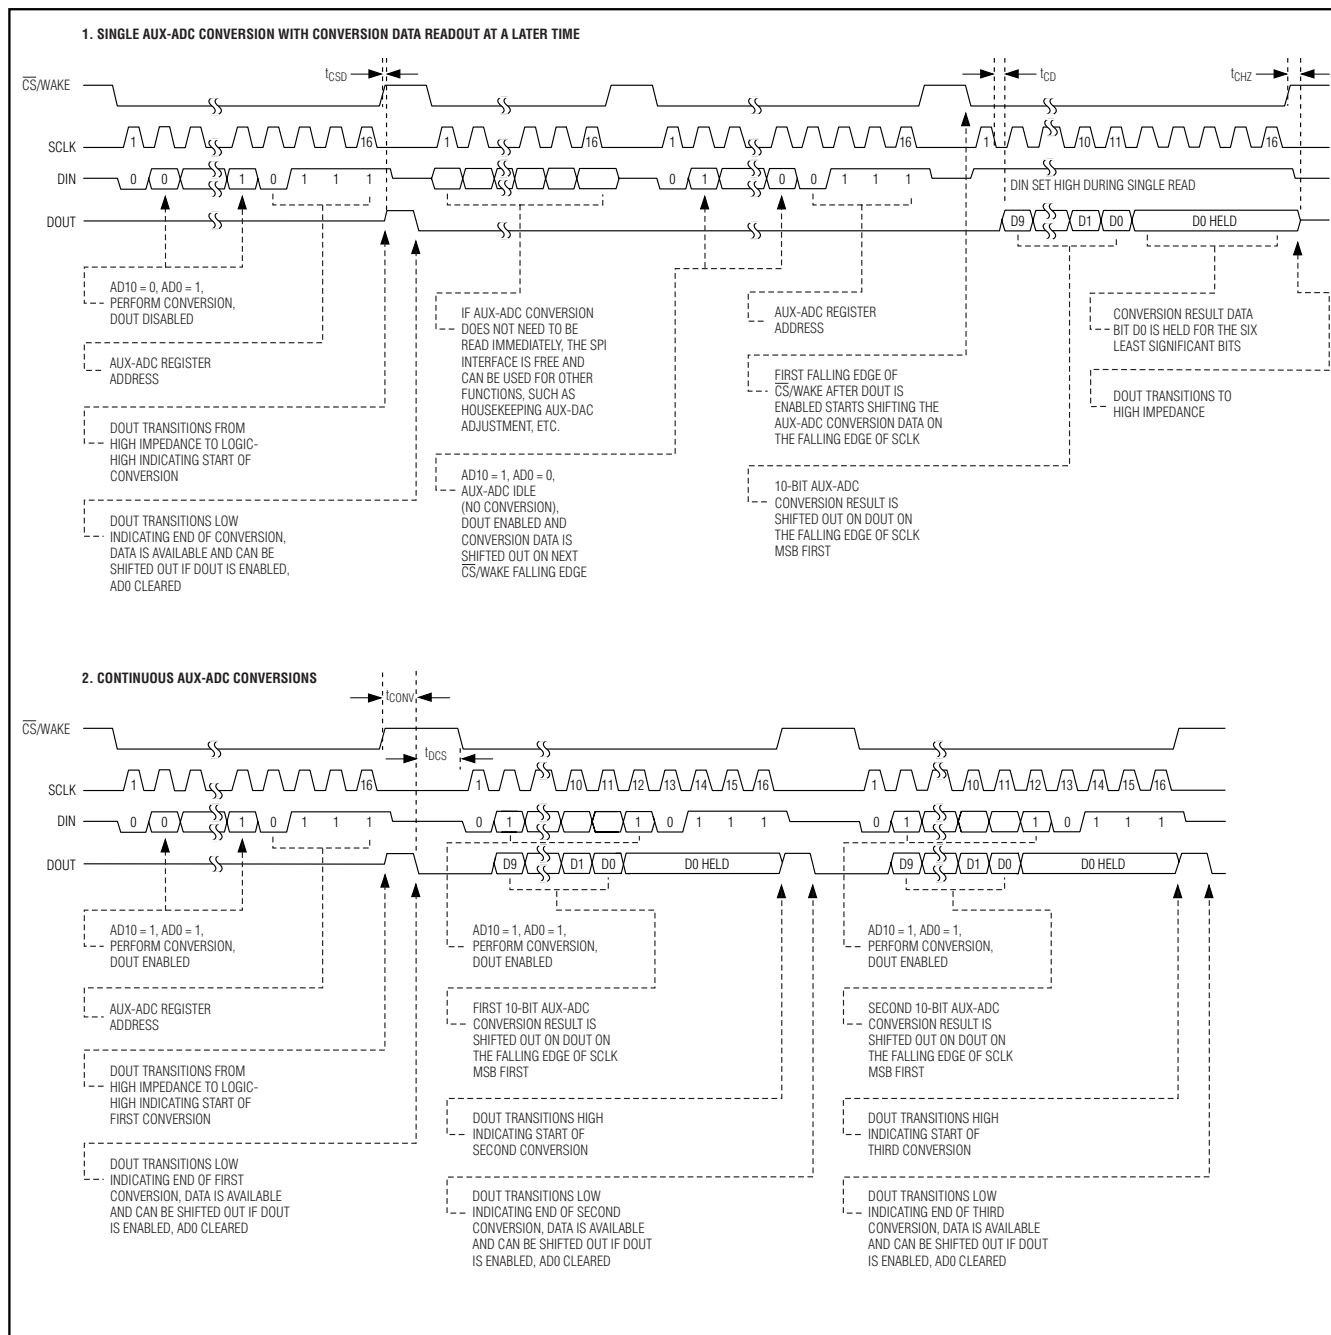 1. SINGLE AUX-ADC CONVERSION WITH CONVERSION DATA READOUT AT A LATER TIME
tCSD
tCD
tCHZ
CS/WAKE
SCLK
1
16
1
16
1
16
1
10
11
16
DIN
0
0
1
0
1
1
1
0
1
0
0
1
1
1
DIN SET HIGH DURING SINGLE READ
DOUT
D9
D1
D0
D0 HELD
AD10 = 0, AD0 = 1,
PERFORM CONVERSION,
DOUT DISABLED
AUX-ADC REGISTER
ADDRESS
DOUT TRANSITIONS FROM
HIGH IMPEDANCE TO LOGIC-
HIGH INDICATING START OF
CONVERSION
DOUT TRANSITIONS LOW
INDICATING END OF CONVERSION,
DATA IS AVAILABLE AND CAN BE
SHIFTED OUT IF DOUT IS ENABLED,
AD0 CLEARED
IF AUX-ADC CONVERSION
DOES NOT NEED TO BE
READ IMMEDIATELY, THE SPI
INTERFACE IS FREE AND
CAN BE USED FOR OTHER
FUNCTIONS, SUCH AS
HOUSEKEEPING AUX-DAC
ADJUSTMENT, ETC.
AD10 = 1, AD0 = 0,
AUX-ADC IDLE
(NO CONVERSION),
DOUT ENABLED AND
CONVERSION DATA IS
SHIFTED OUT ON NEXT
CS/WAKE FALLING EDGE
AUX-ADC REGISTER
ADDRESS
FIRST FALLING EDGE OF
CS/WAKE AFTER DOUT IS
ENABLED STARTS SHIFTING THE
AUX-ADC CONVERSION DATA ON
THE FALLING EDGE OF SCLK
10-BIT AUX-ADC
CONVERSION RESULT IS
SHIFTED OUT ON DOUT ON
THE FALLING EDGE OF SCLK
MSB FIRST
CONVERSION RESULT DATA
BIT D0 IS HELD FOR THE SIX
LEAST SIGNIFICANT BITS
DOUT TRANSITIONS TO
HIGH IMPEDANCE
2. CONTINUOUS AUX-ADC CONVERSIONS
tCONV
tDCS
CS/WAKE
SCLK
1
16
1
10
11
12
13
14
15
16
1
10
11
12
13
14
15
16
DIN
0
0
1
0
1
1
1
0
1
1
0
1
1
1
0
1
1
0
1
1
1
DOUT
D9
D1
D0
D0 HELD
D9
D1
D0
D0 HELD
AD10 = 1, AD0 = 1,
PERFORM CONVERSION,
DOUT ENABLED
AUX-ADC REGISTER
ADDRESS
DOUT TRANSITIONS FROM
HIGH IMPEDANCE TO LOGIC-
HIGH INDICATING START OF
FIRST CONVERSION
DOUT TRANSITIONS LOW
INDICATING END OF FIRST
CONVERSION, DATA IS AVAILABLE
AND CAN BE SHIFTED OUT IF DOUT
IS ENABLED, AD0 CLEARED
AD10 = 1, AD0 = 1,
PERFORM CONVERSION,
DOUT ENABLED
FIRST 10-BIT AUX-ADC
CONVERSION RESULT IS
SHIFTED OUT ON DOUT ON
THE FALLING EDGE OF SCLK
MSB FIRST
DOUT TRANSITIONS HIGH
INDICATING START OF
SECOND CONVERSION
DOUT TRANSITIONS LOW
INDICATING END OF SECOND
CONVERSION, DATA IS AVAILABLE
AND CAN BE SHIFTED OUT IF DOUT
IS ENABLED, AD0 CLEARED
AD10 = 1, AD0 = 1,
PERFORM CONVERSION,
DOUT ENABLED
SECOND 10-BIT AUX-ADC
CONVERSION RESULT IS
SHIFTED OUT ON DOUT ON
THE FALLING EDGE OF SCLK
MSB FIRST
DOUT TRANSITIONS HIGH
INDICATING START OF
THIRD CONVERSION
DOUT TRANSITIONS LOW
INDICATING END OF THIRD
CONVERSION, DATA IS AVAILABLE
AND CAN BE SHIFTED OUT IF DOUT
IS ENABLED, AD0 CLEARED